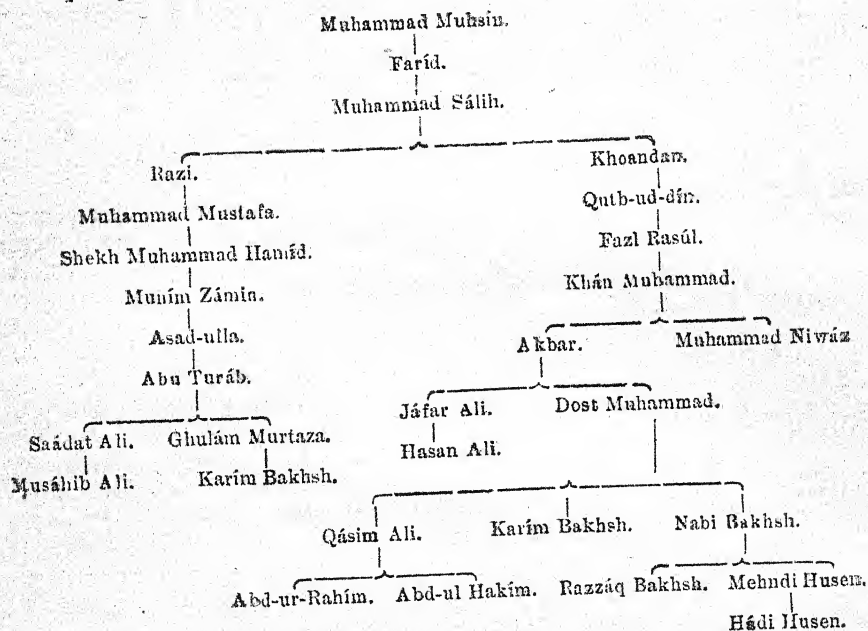 Muhammad Muhsin.
Faríd.
Muhammad Sálih.
Razi. Khoandan.
Muhammad Mustafa. Qutb-ud-dín.
Shekh Muhammad Hamíd. Fazl Rasúl.
Muním Zámin. Khán Muhammad.
Asad-ulla. Akbar. Muhammad Niwáz
Abu Turáb. Jáfar Ali. Dost Muhammad.
Saádat Ali. Ghulám Murtaza. Hasan Ali.
Musáhib Ali. Karím Bakhsh.
Qásim Ali. Karím Bakhsh. Nabi Bakhsh.
Abd-ur-Rahím. Abd-ul Hakím. Razzáq Bakhsh. Mehndi Husen.
Hádi Husen.